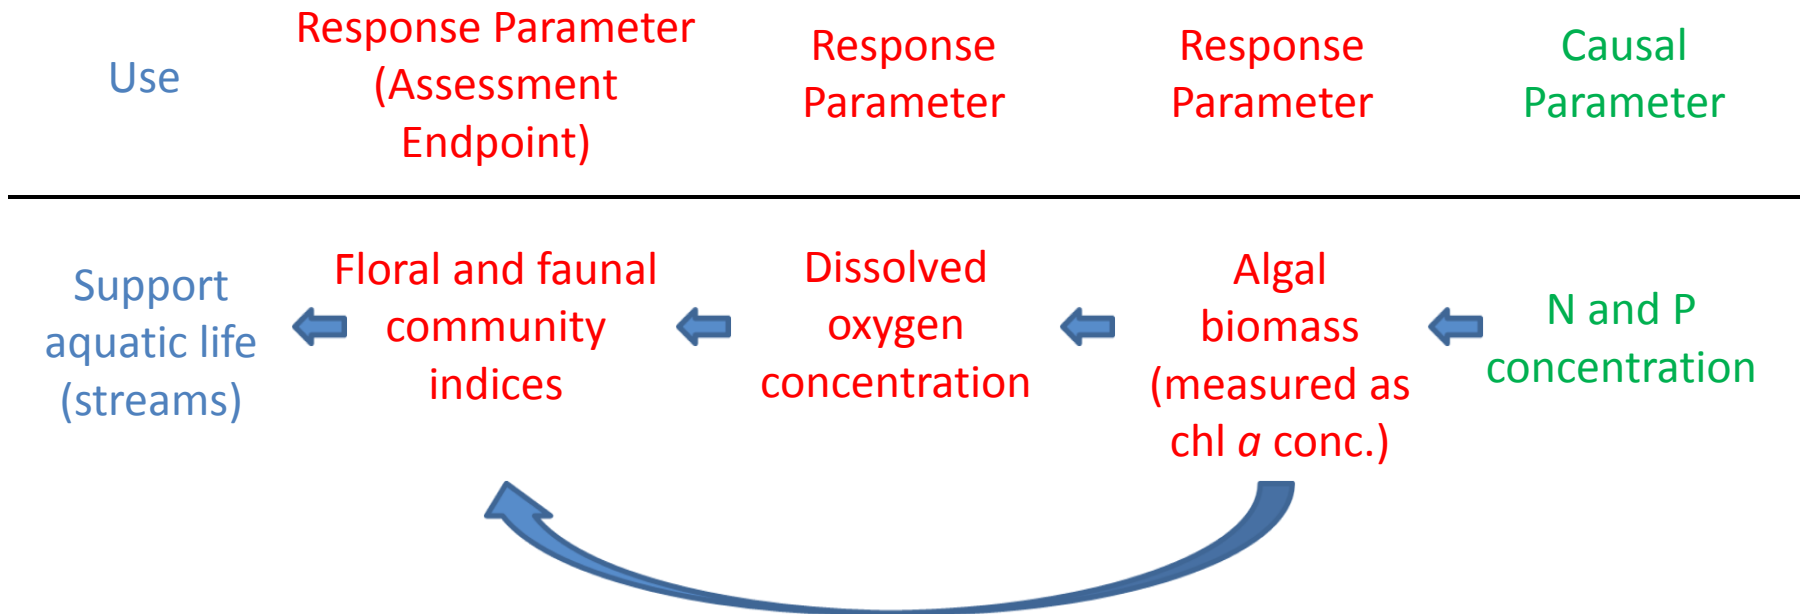 Use
Response Parameter
(Assessment
Endpoint)
Response
Parameter
Response
Parameter
Causal
Parameter
Support
aquatic life
(streams)
Floral and faunal
community
indices
Dissolved
oxygen
concentration
Algal
biomass
(measured as
chl a conc.)
N and P
concentration